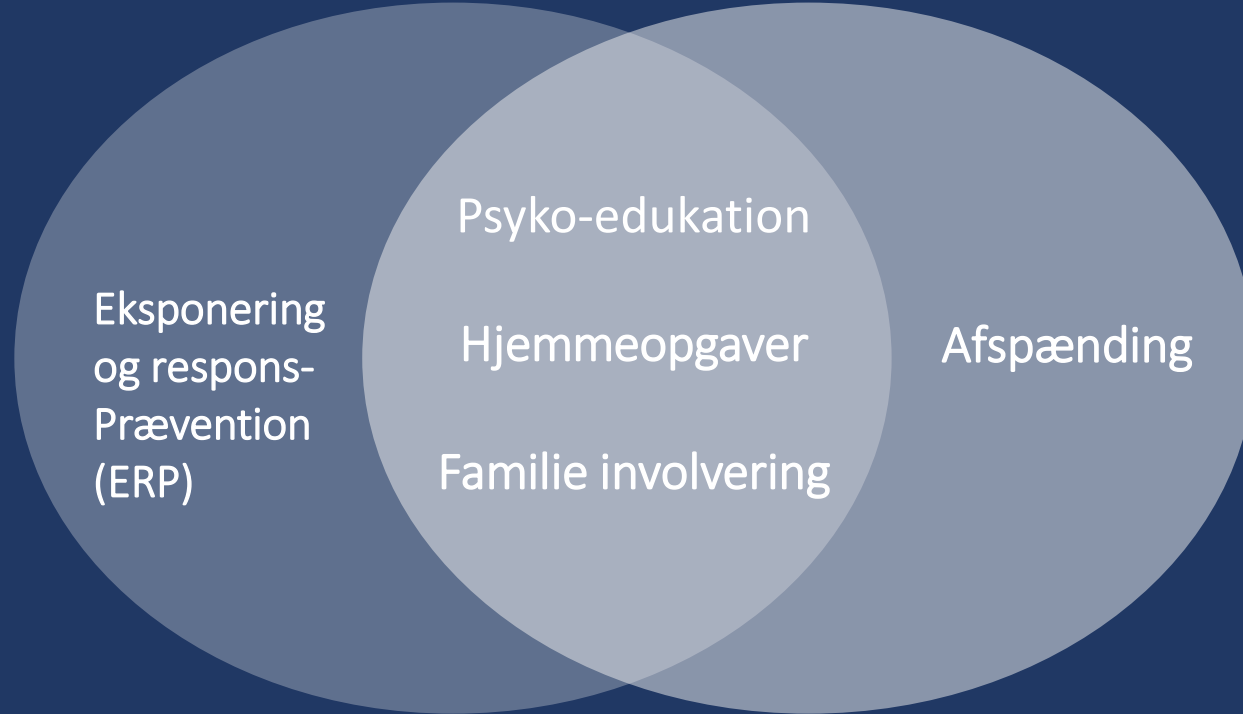 Eksponering
og respons-
Prævention
(ERP)
Psyko-edukation
Hjemmeopgaver
Familie involvering
Afspænding